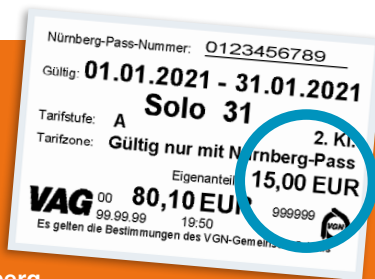 Nürnberg-Pass-Nummer: 0123456789
Gültig: 01.01.2021 - 31.01.2021
Solo 31
Tarifstufe: A 2. Kl.
Tarifzone: Gültig nur mit Nürnberg-Pass
Eigenanteil 15,00 EUR
VAG 00 80,10 EUR
99.99.99 19:50 999999 VGN
Es gelten die Bestimmungen des VGN-Gemeins